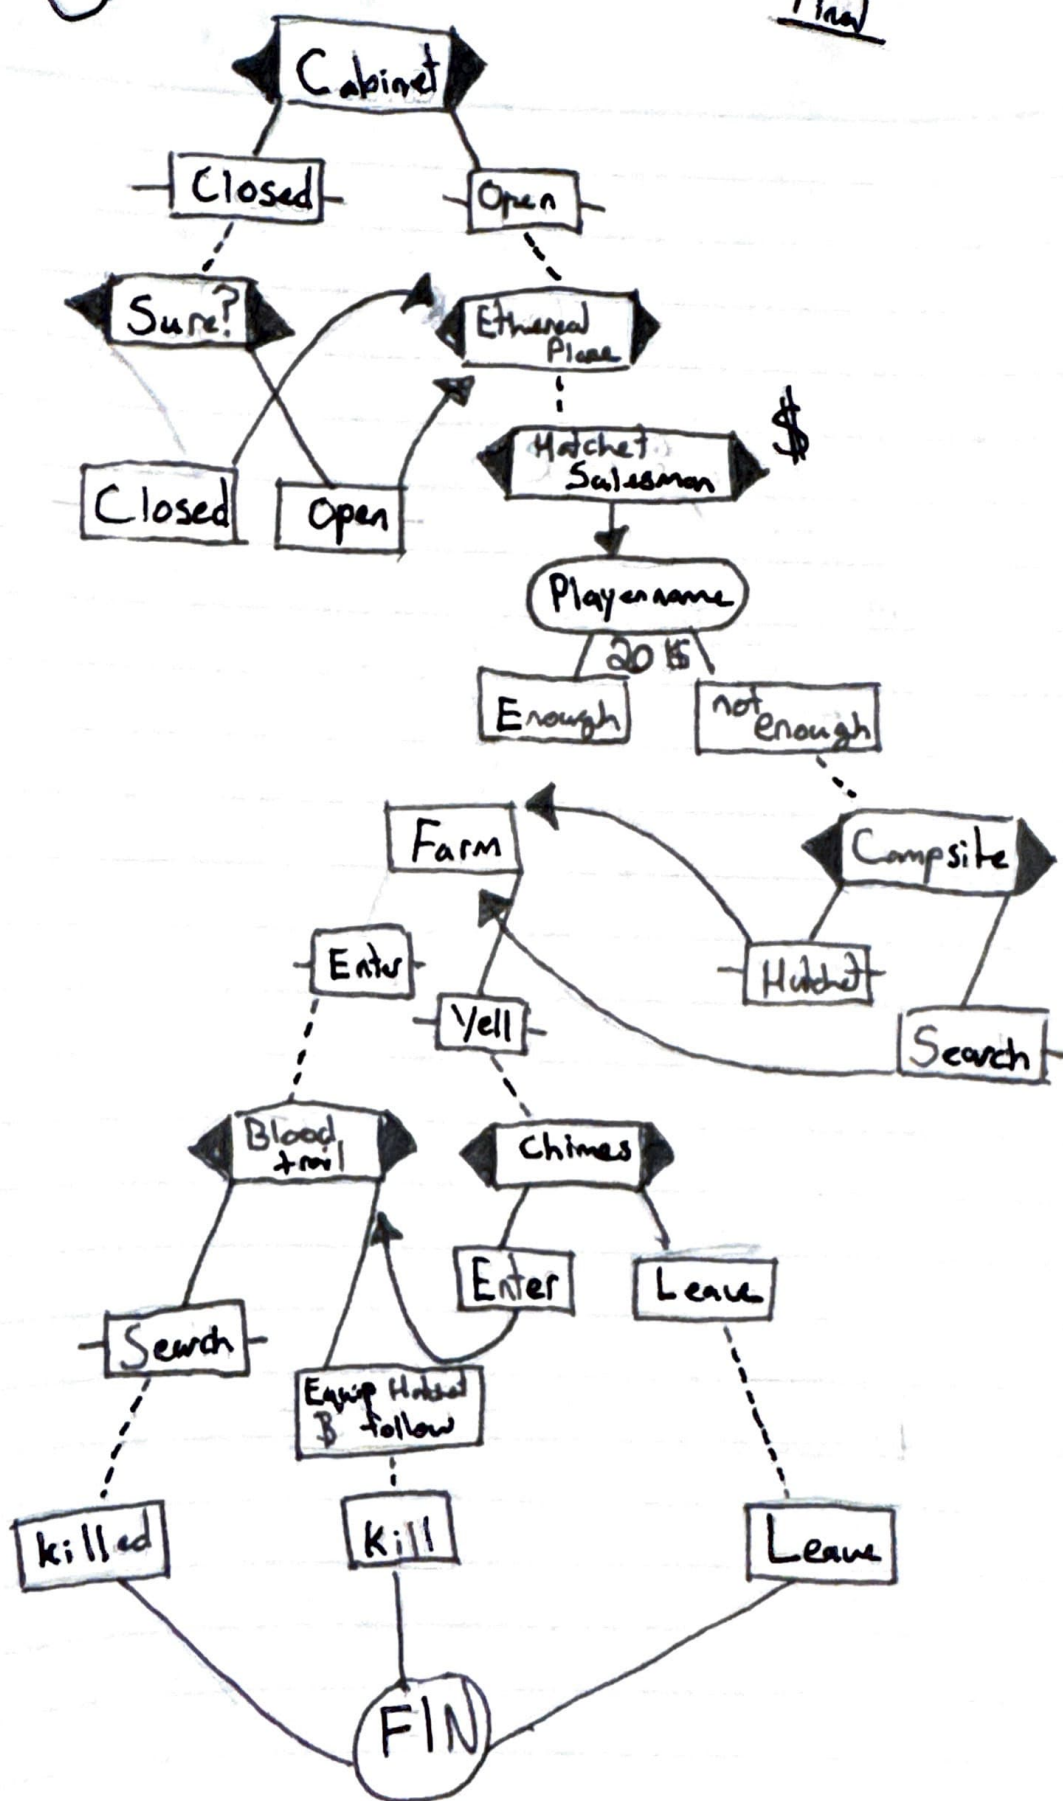 Final
Cabinet
Closed
Open
Sure?
Ethereal
Plane
Hatchet
Salesman
$
Closed
Open
Playername
20 $
Enough
not
enough
Farm
Campsite
Enter
Hatchet
Yell
Search
Blood
trail
Chimes
Enter
Leave
Search
Equip Hatchet
B follow
killed
Kill
Leave
FIN